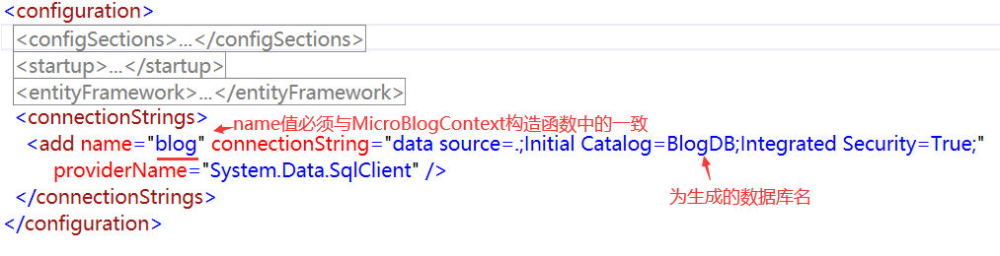 <configuration>
<configSections>...</configSections>
<startup>...</startup>
<entityFramework>...</entityFramework>
<connectionStrings>
name值必须与MicroBlogContext构造函数中的一致
<add name="blog" connectionString="data source=.;Initial Catalog=BlogDB;Integrated Security=True;"
providerName="System.Data.SqlClient" />
</connectionStrings>
为生成的数据库名
</configuration>